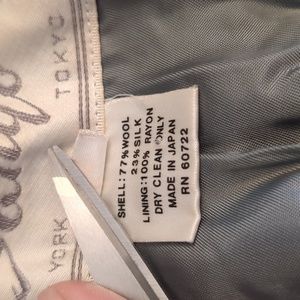 TOKYO
YORK
SHELL: 77% WOOL
23% SILK
LINING:100% RAYON
DRY CLEAN ONLY
MADE IN JAPAN
RN 60722